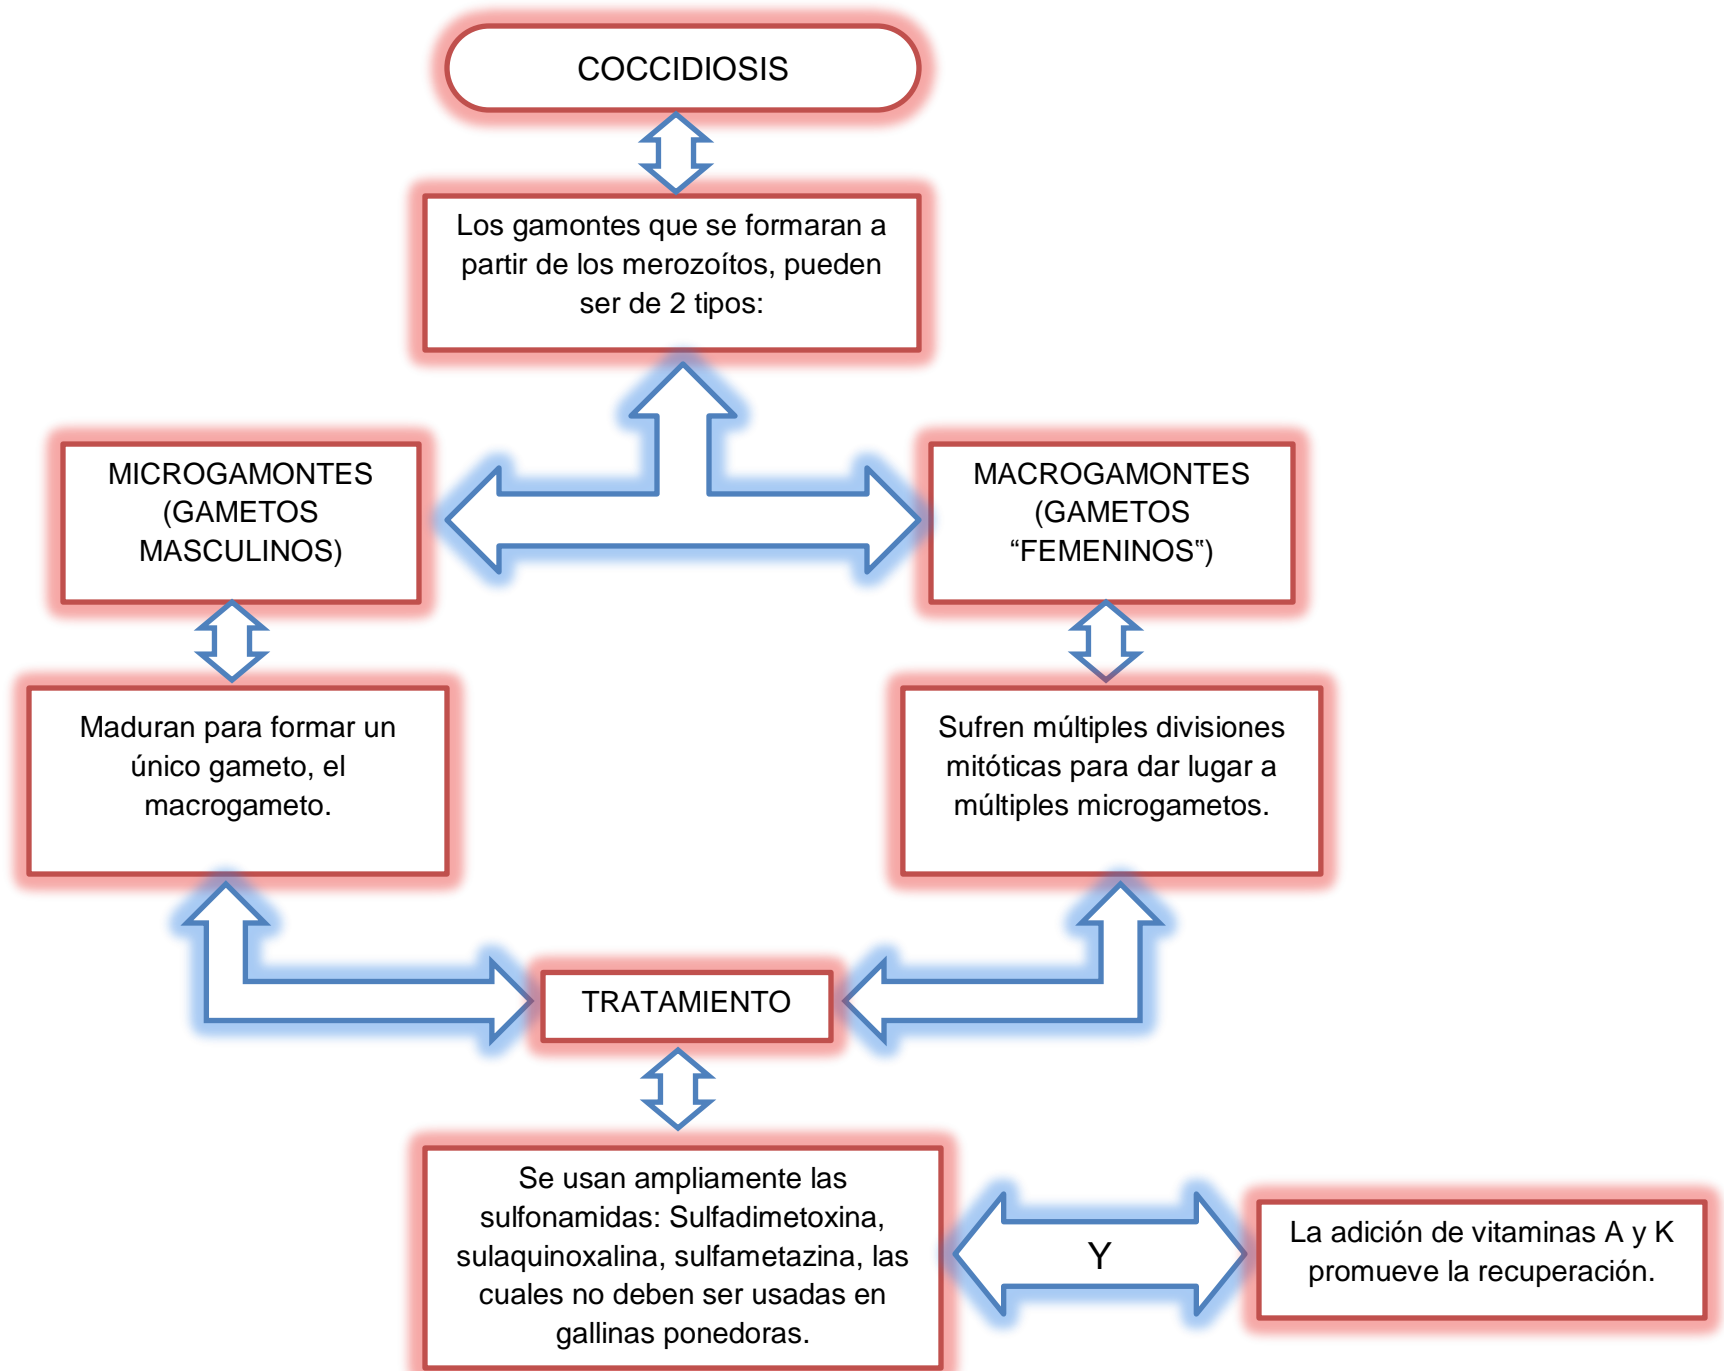 COCCIDIOSIS
Los gamontes que se formaran a
partir de los merozoítos, pueden
ser de 2 tipos:
MICROGAMONTES
(GAMETOS
MASCULINOS)
MACROGAMONTES
(GAMETOS
“FEMENINOS‟)
Maduran para formar un
único gameto, el
macrogameto.
Sufren múltiples divisiones
mitóticas para dar lugar a
múltiples microgametos.
TRATAMIENTO
Se usan ampliamente las
sulfonamidas: Sulfadimetoxina,
sulaquinoxalina, sulfametazina, las
cuales no deben ser usadas en
gallinas ponedoras.
Y
La adición de vitaminas A y K
promueve la recuperación.